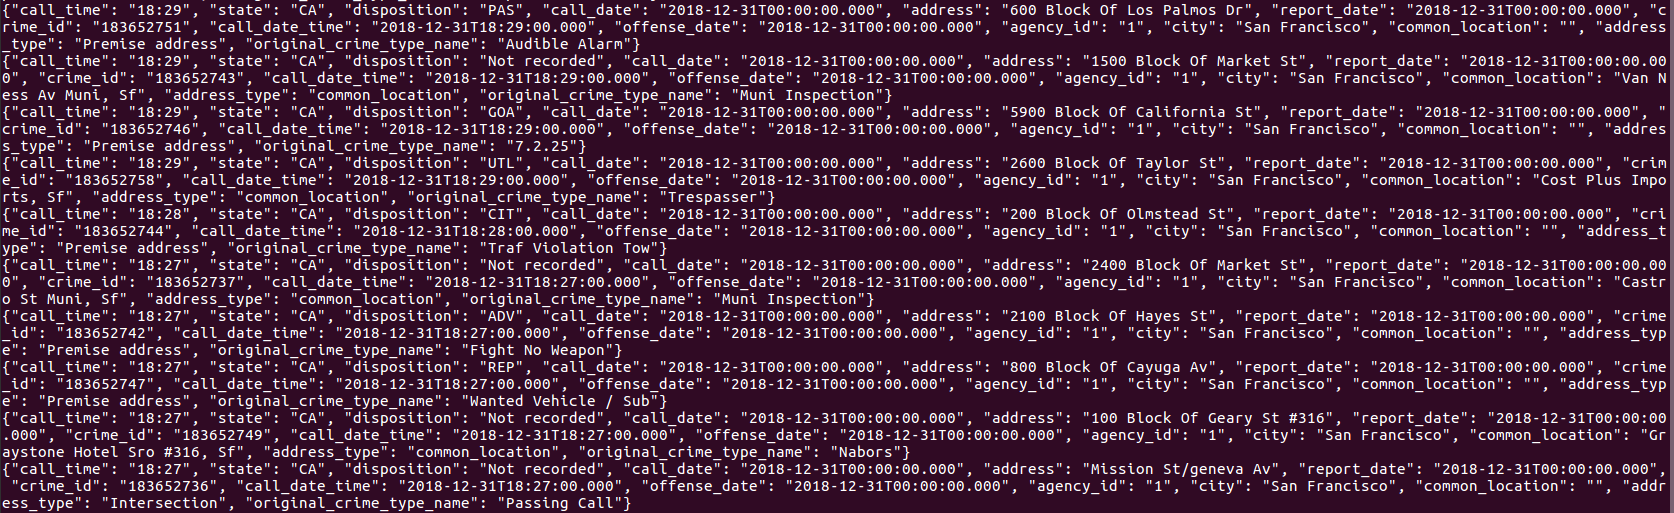 {"call_time": "18:29", "state": "CA", "disposition": "PAS", "call_date": "2018-12-31T00:00:00.000", "address": "600 Block Of Los Palmos Dr", "report_date": "2018-12-31T00:00:00.000", "c
rime_id": "183652751", "call_date_time": "2018-12-31T18:29:00.000", "offense_date": "2018-12-31T00:00:00.000", "agency_id": "1", "city": "San Francisco", "common_location": "", "address
_type": "Premise address", "original_crime_type_name": "Audible Alarm"}
{"call_time": "18:29", "state": "CA", "disposition": "Not recorded", "call_date": "2018-12-31T00:00:00.000", "address": "1500 Block Of Market St", "report_date": "2018-12-31T00:00:00.00
0", "crime_id": "183652743", "call_date_time": "2018-12-31T18:29:00.000", "offense_date": "2018-12-31T00:00:00.000", "agency_id": "1", "city": "San Francisco", "common_location": "Van N
ess Av Muni, Sf", "address_type": "common_location", "original_crime_type_name": "Muni Inspection"}
{"call_time": "18:29", "state": "CA", "disposition": "GOA", "call_date": "2018-12-31T00:00:00.000", "address": "5900 Block Of California St", "report_date": "2018-12-31T00:00:00.000", "
crime_id": "183652746", "call_date_time": "2018-12-31T18:29:00.000", "offense_date": "2018-12-31T00:00:00.000", "agency_id": "1", "city": "San Francisco", "common_location": "", "addres
s_type": "Premise address", "original_crime_type_name": "7.2.25"}
{"call_time": "18:29", "state": "CA", "disposition": "UTL", "call_date": "2018-12-31T00:00:00.000", "address": "2600 Block Of Taylor St", "report_date": "2018-12-31T00:00:00.000", "crim
e_id": "183652758", "call_date_time": "2018-12-31T18:29:00.000", "offense_date": "2018-12-31T00:00:00.000", "agency_id": "1", "city": "San Francisco", "common_location": "Cost Plus Impo
rts, Sf", "address_type": "common_location", "original_crime_type_name": "Trespasser"}
{"call_time": "18:28", "state": "CA", "disposition": "CIT", "call_date": "2018-12-31T00:00:00.000", "address": "200 Block Of Olmstead St", "report_date": "2018-12-31T00:00:00.000", "cri
me_id": "183652744", "call_date_time": "2018-12-31T18:28:00.000", "offense_date": "2018-12-31T00:00:00.000", "agency_id": "1", "city": "San Francisco", "common_location": "", "address_t
ype": "Premise address", "original_crime_type_name": "Traf Violation Tow"}
{"call_time": "18:27", "state": "CA", "disposition": "Not recorded", "call_date": "2018-12-31T00:00:00.000", "address": "2400 Block Of Market St", "report_date": "2018-12-31T00:00:00.00
0", "crime_id": "183652737", "call_date_time": "2018-12-31T18:27:00.000", "offense_date": "2018-12-31T00:00:00.000", "agency_id": "1", "city": "San Francisco", "common_location": "Castr
o St Muni, Sf", "address_type": "common_location", "original_crime_type_name": "Muni Inspection"}
{"call_time": "18:27", "state": "CA", "disposition": "ADV", "call_date": "2018-12-31T00:00:00.000", "address": "2100 Block Of Hayes St", "report_date": "2018-12-31T00:00:00.000", "crime
_id": "183652742", "call_date_time": "2018-12-31T18:27:00.000", "offense_date": "2018-12-31T00:00:00.000", "agency_id": "1", "city": "San Francisco", "common_location": "", "address_typ
e": "Premise address", "original_crime_type_name": "Fight No Weapon"}
{"call_time": "18:27", "state": "CA", "disposition": "REP", "call_date": "2018-12-31T00:00:00.000", "address": "800 Block Of Cayuga Av", "report_date": "2018-12-31T00:00:00.000", "crime
_id": "183652747", "call_date_time": "2018-12-31T18:27:00.000", "offense_date": "2018-12-31T00:00:00.000", "agency_id": "1", "city": "San Francisco", "common_location": "", "address_typ
e": "Premise address", "original_crime_type_name": "Wanted Vehicle / Sub"}
{"call_time": "18:27", "state": "CA", "disposition": "Not recorded", "call_date": "2018-12-31T00:00:00.000", "address": "100 Block Of Geary St #316", "report_date": "2018-12-31T00:00:00
.000", "crime_id": "183652749", "call_date_time": "2018-12-31T18:27:00.000", "offense_date": "2018-12-31T00:00:00.000", "agency_id": "1", "city": "San Francisco", "common_location": "Gr
aystone Hotel Sro #316, Sf", "address_type": "common_location", "original_crime_type_name": "Nabors"}
{"call_time": "18:27", "state": "CA", "disposition": "Not recorded", "call_date": "2018-12-31T00:00:00.000", "address": "Mission St/geneva Av", "report_date": "2018-12-31T00:00:00.000",
 "crime_id": "183652736", "call_date_time": "2018-12-31T18:27:00.000", "offense_date": "2018-12-31T00:00:00.000", "agency_id": "1", "city": "San Francisco", "common_location": "", "addr
ess_type": "Intersection", "original_crime_type_name": "Passing Call"}